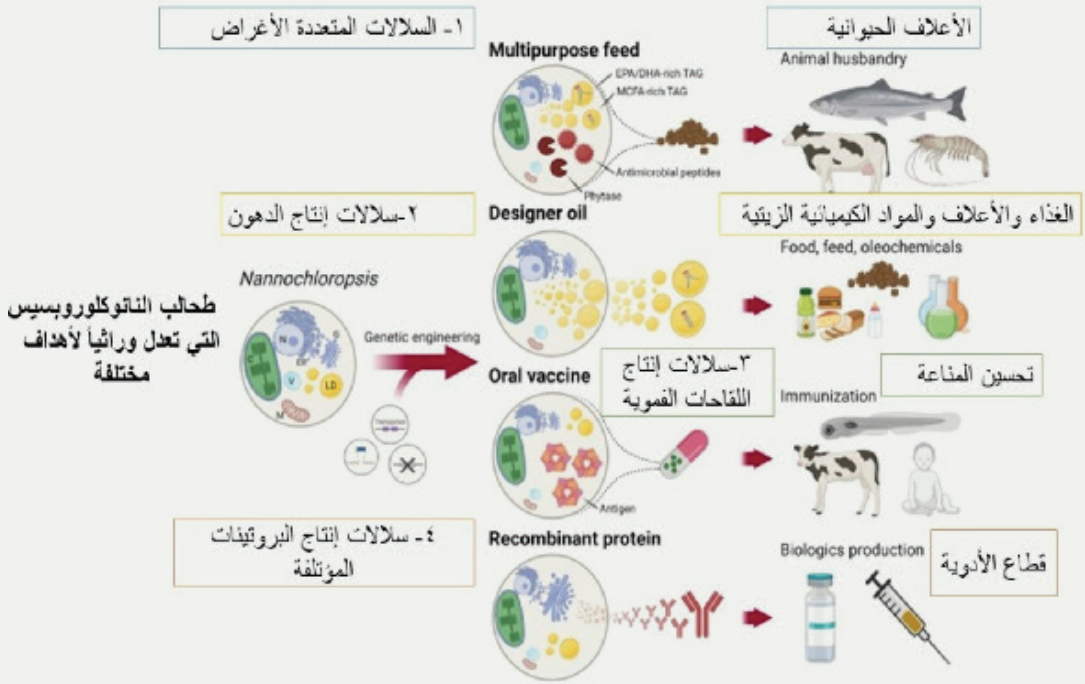 ١- السلالات المتعددة الأغراض
الأعلاف الحيوانية
Multipurpose feed
Animal husbandry
EPA/DHA-rich TAG
MCFA-rich TAG
Antimicrobial peptides
Phytase
٢-سلالات إنتاج الدهون
Designer oil
الغذاء والأعلاف والمواد الكيميائية الزيتية
Food, feed, oleochemicals
Nannochloropsis
طحالب النانوكلوروبسيس
التي تعدل وراثياً لأهداف
مختلفة
N
G
C
ER
V
LD
M
Genetic engineering
Transgenes
Oral vaccine
٣-سلالات إنتاج
اللقاحات الفموية
تحسين المناعة
Immunization
Antigen
٤- سلالات إنتاج البروتينات
المؤتلفة
Recombinant protein
Biologics production
قطاع الأدوية